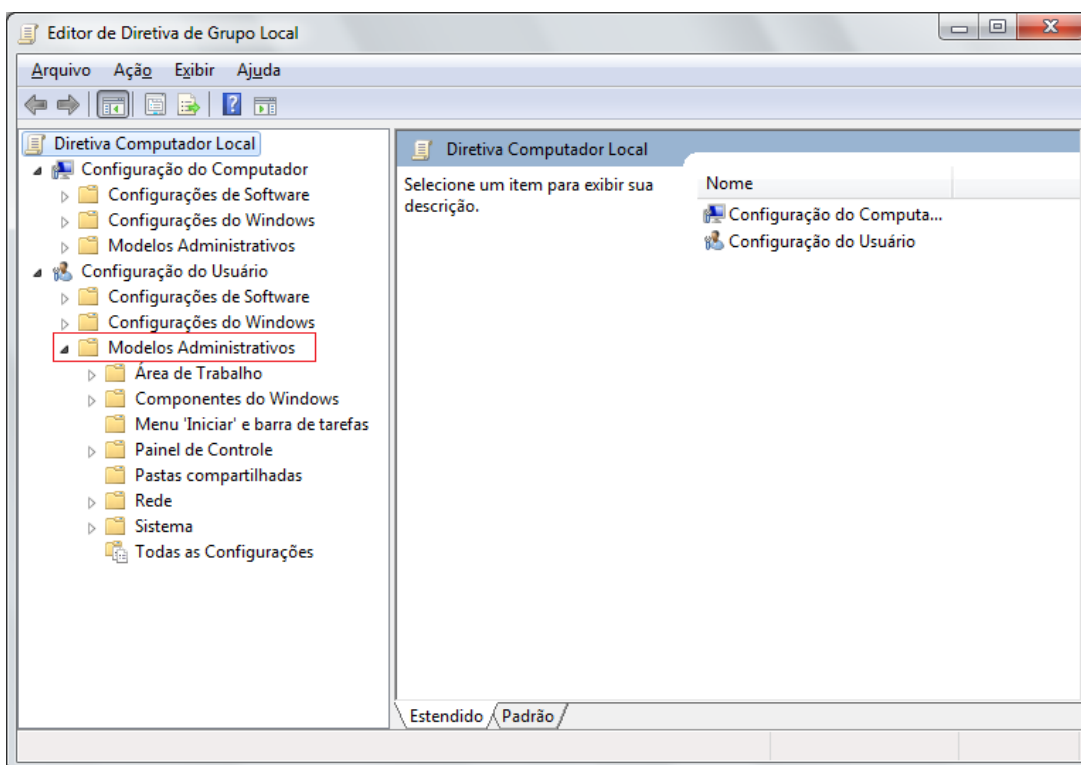 Editor de Diretiva de Grupo Local
Arquivo Ação Exibir Ajuda
Diretiva Computador Local
Configuração do Computador
Configurações de Software
Configurações do Windows
Modelos Administrativos
Configuração do Usuário
Configurações de Software
Configurações do Windows
Modelos Administrativos
Área de Trabalho
Componentes do Windows
Menu 'Iniciar' e barra de tarefas
Painel de Controle
Pastas compartilhadas
Rede
Sistema
Todas as Configurações
Diretiva Computador Local
Selecione um item para exibir sua
descrição.
Nome
Configuração do Computa...
Configuração do Usuário
Estendido Padrão